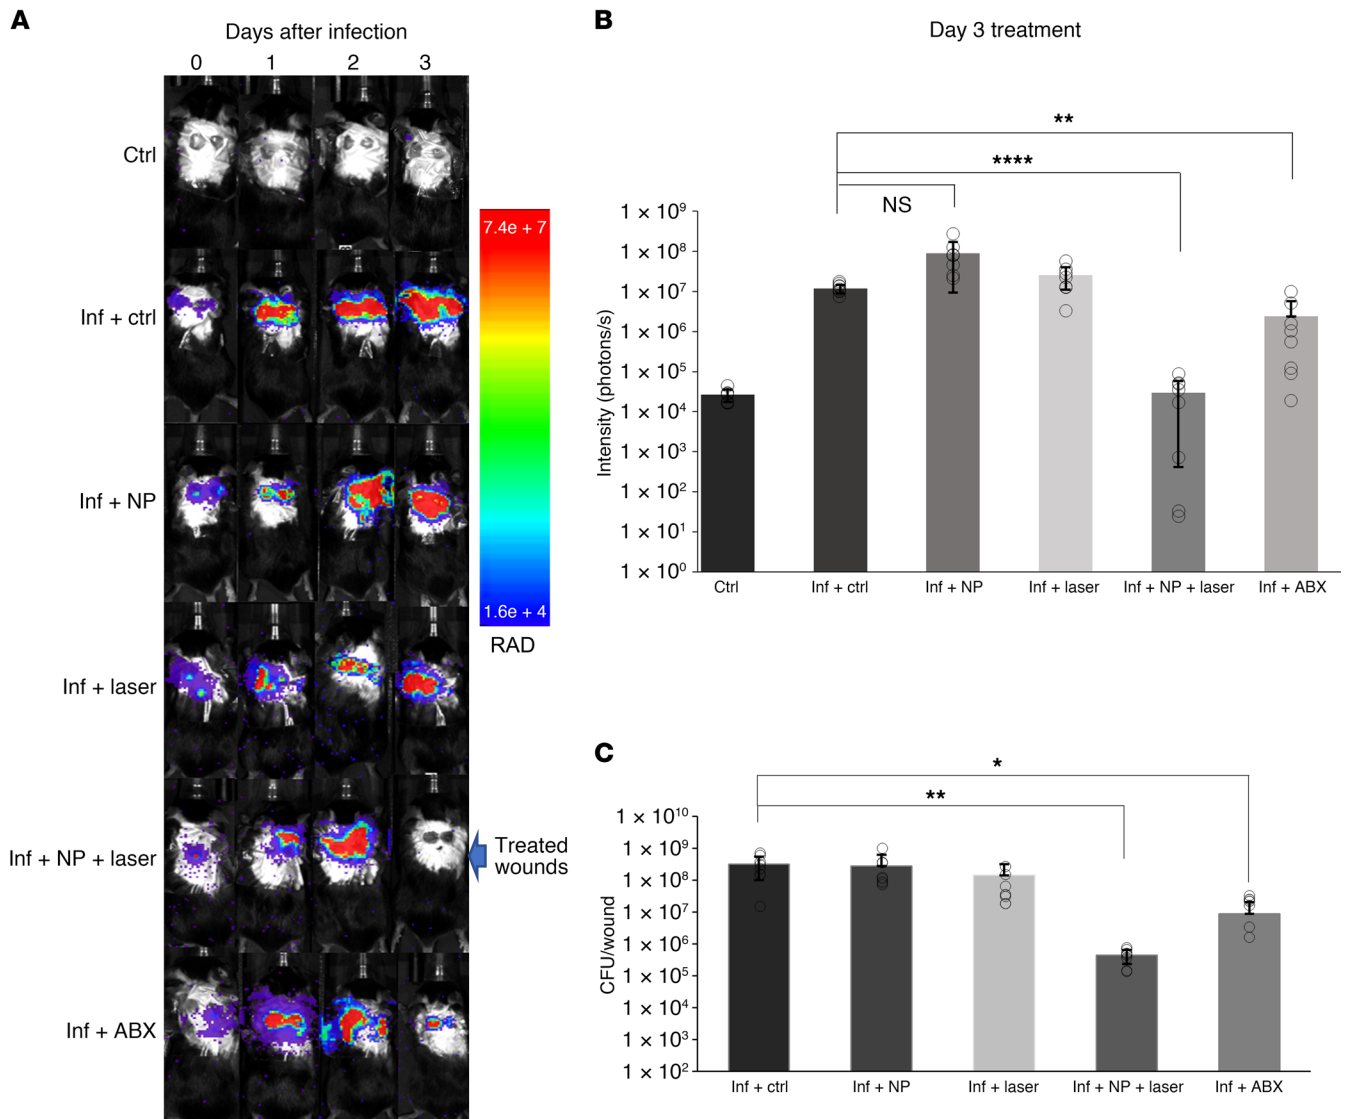 A
Days after infection
0 1 2 3
Ctrl
Inf + ctrl
Inf + NP
Inf + laser
Inf + NP + laser
Inf + ABX
7.4e + 7
1.6e + 4
RAD
Treated
wounds
B
Day 3 treatment
**
****
NS
Intensity (photons/s)
1 × 10⁹
1 × 10⁸
1 × 10⁷
1 × 10⁶
1 × 10⁵
1 × 10⁴
1 × 10³
1 × 10²
1 × 10¹
1 × 10⁰
Ctrl Inf + ctrl Inf + NP Inf + laser Inf + NP + laser Inf + ABX
C
*
**
CFU/wound
1 × 10¹⁰
1 × 10⁹
1 × 10⁸
1 × 10⁷
1 × 10⁶
1 × 10⁵
1 × 10⁴
1 × 10³
1 × 10²
Inf + ctrl Inf + NP Inf + laser Inf + NP + laser Inf + ABX